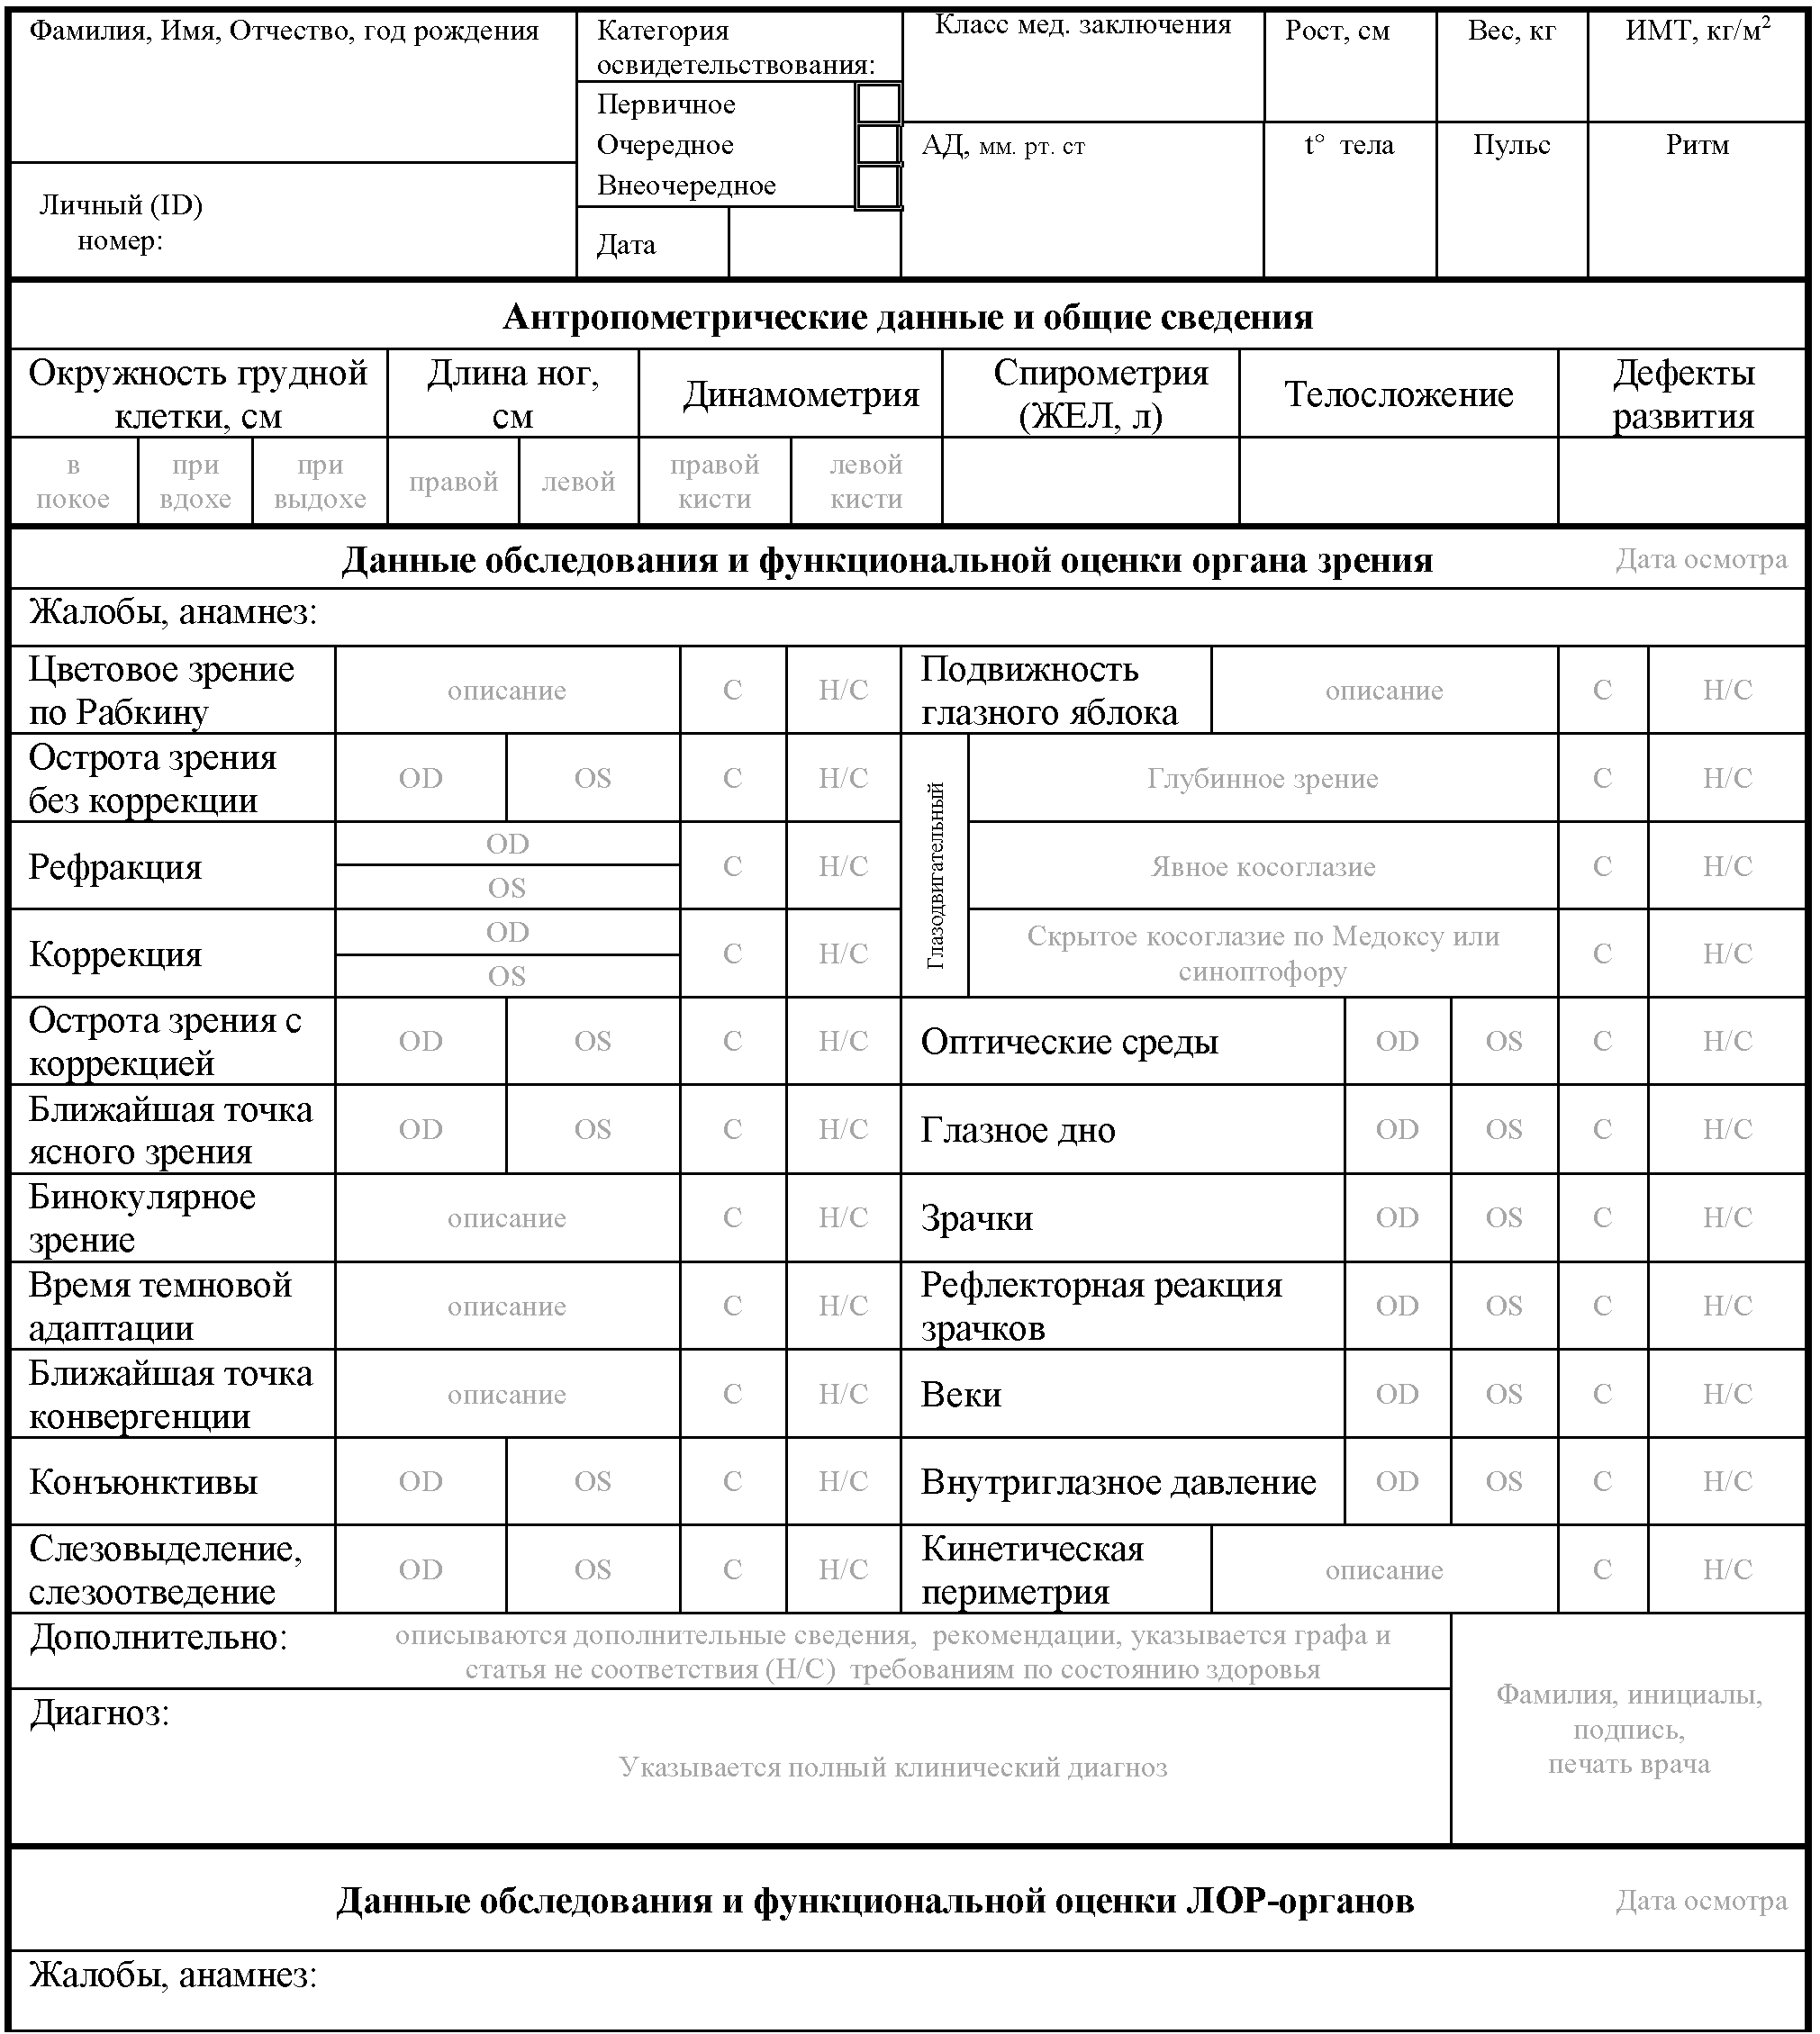 Фамилия, Имя, Отчество, год рождения
Категория
освидетельствования:
Первичное
Очередное
Внеочередное
Дата
Класс мед. заключения
Рост, см
Вес, кг
ИМТ, кг/м²
АД, мм. рт. ст
t° тела
Пульс
Ритм
Личный (ID)
номер:
Антропометрические данные и общие сведения
Окружность грудной
клетки, см
Длина ног,
см
Динамометрия
Спирометрия
(ЖЕЛ, л)
Телосложение
Дефекты
развития
в
покое
при
вдохе
при
выдохе
правой
левой
правой
кисти
левой
кисти
Данные обследования и функциональной оценки органа зрения
Дата осмотра
Жалобы, анамнез:
Цветовое зрение
по Рабкину
описание
С
Н/С
Подвижность
глазного яблока
описание
С
Н/С
Острота зрения
без коррекции
OD
OS
С
Н/С
Глазодвигательный
Глубинное зрение
С
Н/С
Рефракция
OD
OS
С
Н/С
Явное косоглазие
С
Н/С
Коррекция
OD
OS
С
Н/С
Скрытое косоглазие по Медоксу или
синоптофору
С
Н/С
Острота зрения с
коррекцией
OD
OS
С
Н/С
Оптические среды
OD
OS
С
Н/С
Ближайшая точка
ясного зрения
OD
OS
С
Н/С
Глазное дно
OD
OS
С
Н/С
Бинокулярное
зрение
описание
С
Н/С
Зрачки
OD
OS
С
Н/С
Время темновой
адаптации
описание
С
Н/С
Рефлекторная реакция
зрачков
OD
OS
С
Н/С
Ближайшая точка
конвергенции
описание
С
Н/С
Веки
OD
OS
С
Н/С
Конъюнктивы
OD
OS
С
Н/С
Внутриглазное давление
OD
OS
С
Н/С
Слезовыделение,
слезоотведение
OD
OS
С
Н/С
Кинетическая
периметрия
описание
С
Н/С
Дополнительно:
описываются дополнительные сведения, рекомендации, указывается графа и
статья не соответствия (Н/С) требованиям по состоянию здоровья
Диагноз:
Указывается полный клинический диагноз
Фамилия, инициалы,
подпись,
печать врача
Данные обследования и функциональной оценки ЛОР-органов
Дата осмотра
Жалобы, анамнез: